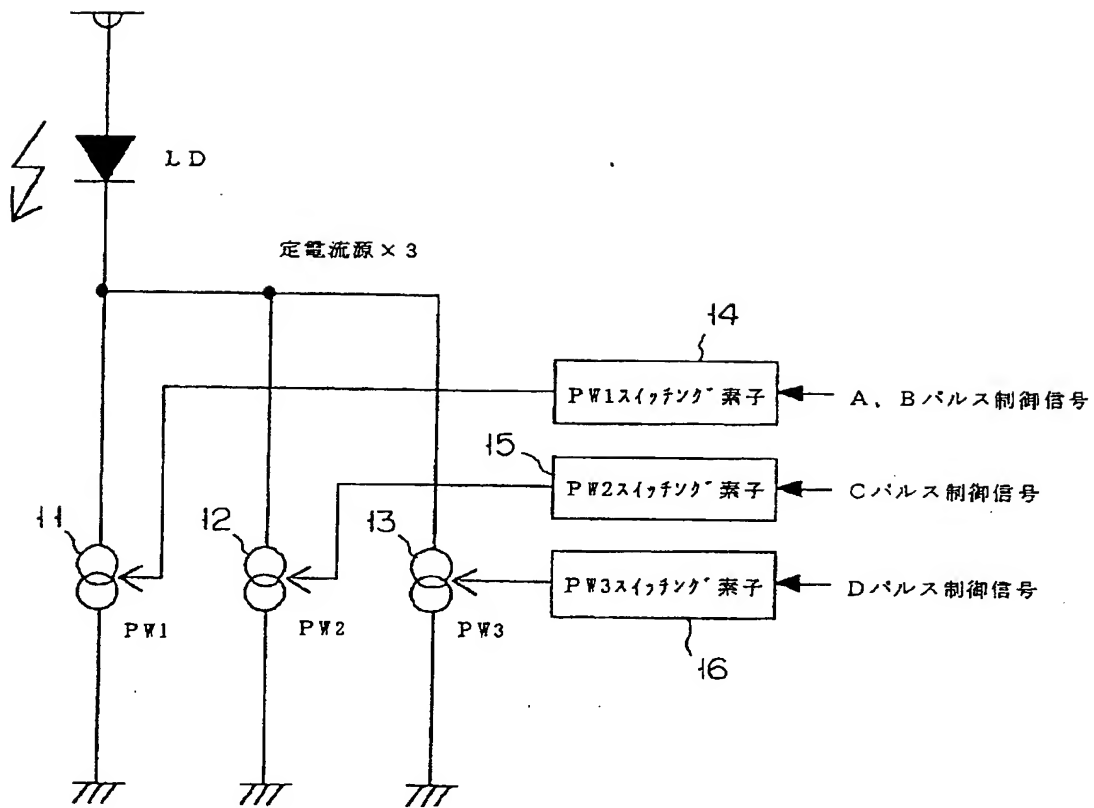 LD
定電流源×3
14
PW1スイッチング素子
A、Bパルス制御信号
15
PW2スイッチング素子
Cパルス制御信号
11
12
13
PW3スイッチング素子
Dパルス制御信号
PW1
PW2
PW3
16